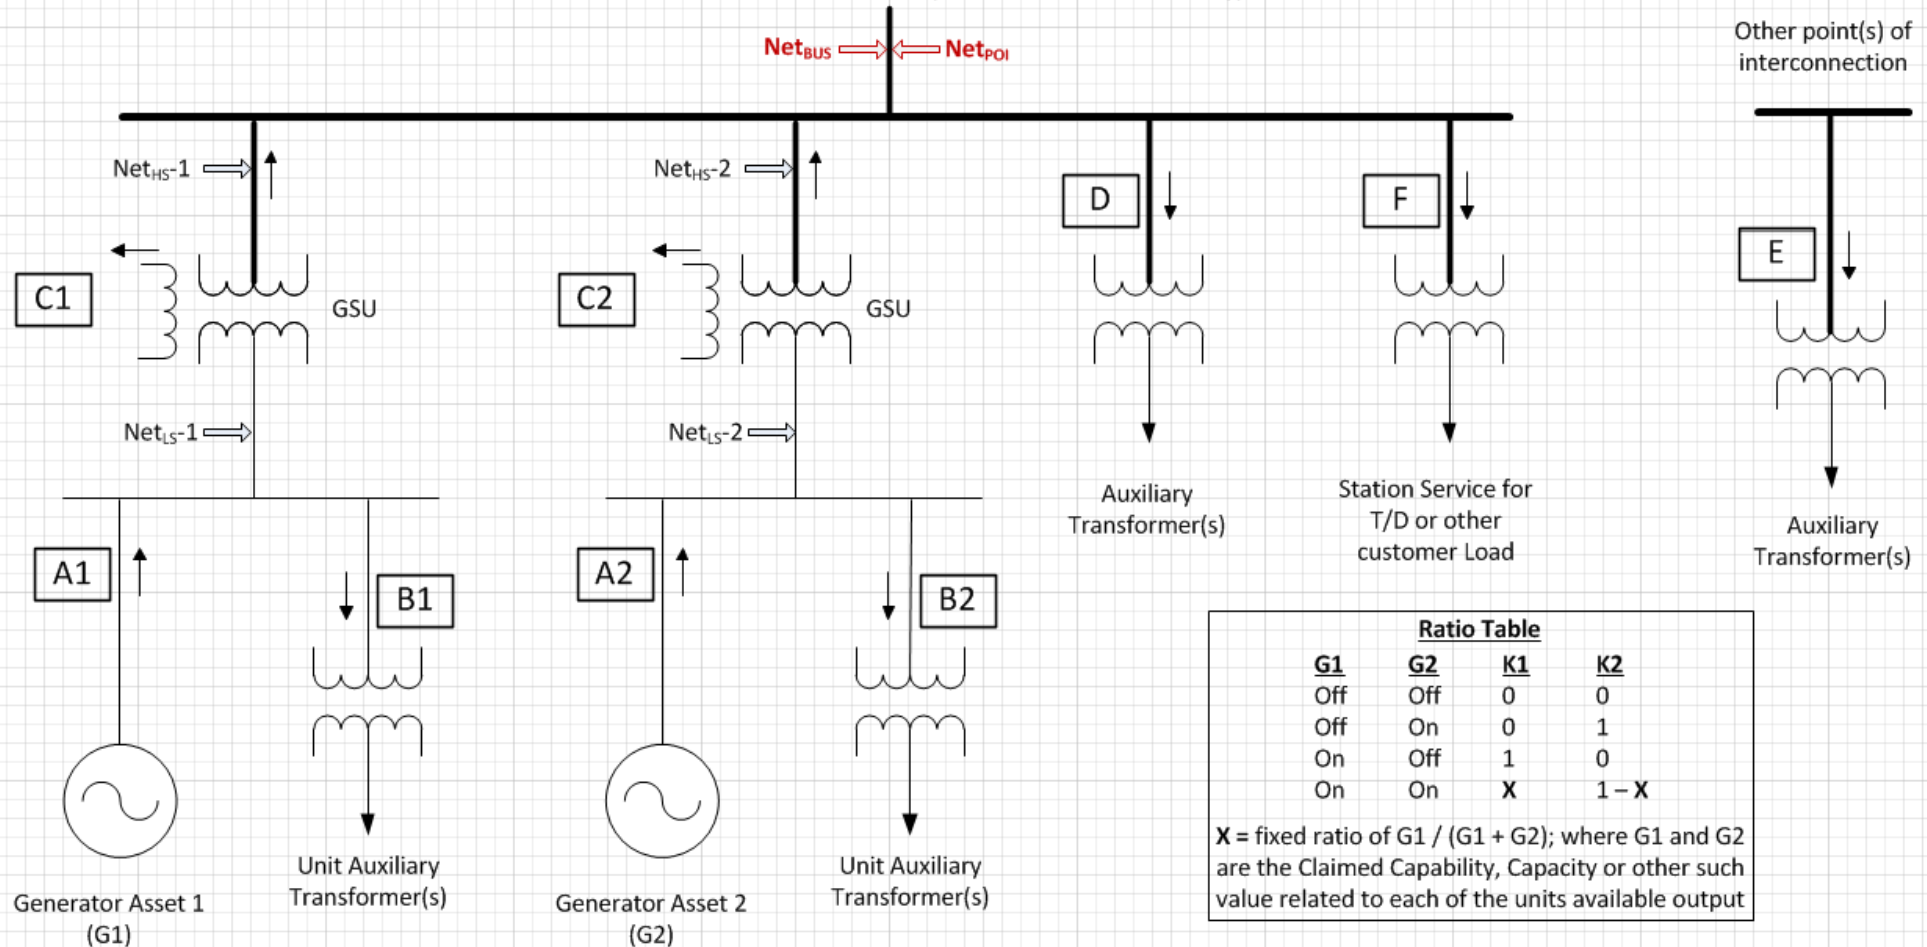 Net_BUS
Net_POI
Other point(s) of
interconnection
Net_HS-1
Net_HS-2
D
F
E
C1
GSU
C2
GSU
Net_LS-1
Net_LS-2
Auxiliary
Transformer(s)
Station Service for
T/D or other
customer Load
Auxiliary
Transformer(s)
A1
B1
A2
B2
Ratio Table
G1 G2 K1 K2
Off Off 0 0
Off On 0 1
On Off 1 0
On On X 1 – X
X = fixed ratio of G1 / (G1 + G2); where G1 and G2
are the Claimed Capability, Capacity or other such
value related to each of the units available output
Generator Asset 1
(G1)
Unit Auxiliary
Transformer(s)
Generator Asset 2
(G2)
Unit Auxiliary
Transformer(s)